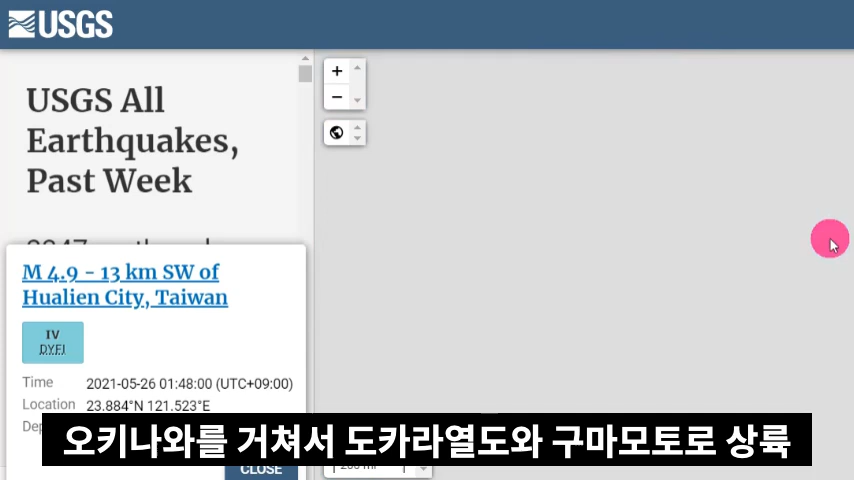 USGS
USGS All
Earthquakes,
Past Week
M 4.9 - 13 km SW of
Hualien City, Taiwan
IV
DYFI
Time 2021-05-26 01:48:00 (UTC+09:00)
Location 23.884°N 121.523°E
오키나와를 거쳐서 도카라열도와 구마모토로 상륙
CLOSE